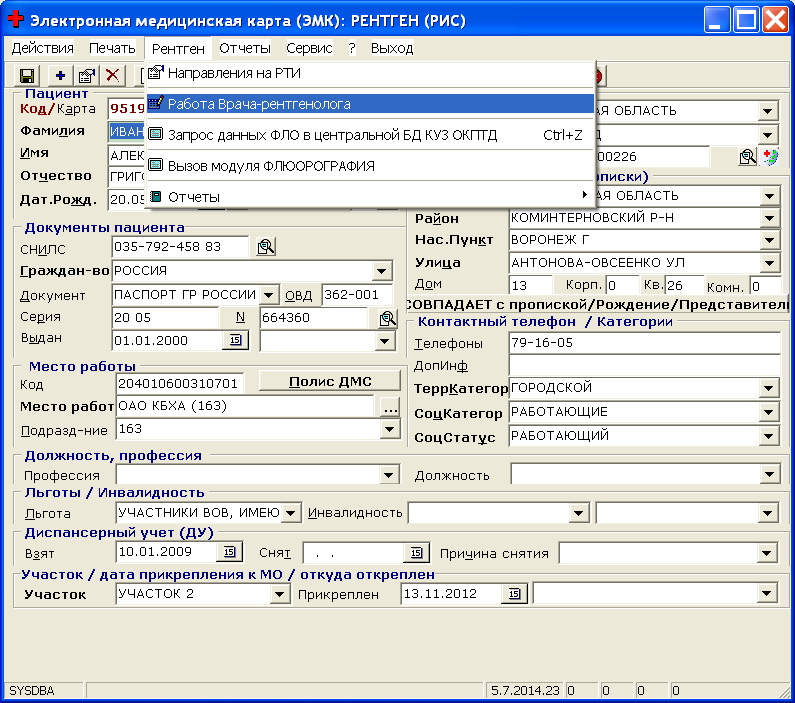 Электронная медицинская карта (ЭМК): РЕНТГЕН (РИС)
Действия Печать Рентген Отчеты Сервис ? Выход
Направления на РТИ
Работа Врача-рентгенолога
Запрос данных ФЛО в центральной БД КУЗ ОКПТД Ctrl+Z
Вызов модуля ФЛЮОРОГРАФИЯ
Отчеты
Пациент
Код/Карта 9519
Фамилия ИВАН
Имя АЛЕК
Отчество ГРИГО
Дат.Рожд. 20.05
АЯ ОБЛАСТЬ
00226
описки)
АЯ ОБЛАСТЬ
Район КОМИНТЕРНОВСКИЙ Р-Н
Нас.Пункт ВОРОНЕЖ Г
Улица АНТОНОВА-ОВСЕЕНКО УЛ
Дом 13 Корп. 0 Кв. 26 Комн. 0
СОВПАДАЕТ с пропиской/Рождение/Представитель
Документы пациента
СНИЛС 035-792-458 83
Граждан-во РОССИЯ
Документ ПАСПОРТ ГР РОССИИ ОВД 362-001
Серия 20 05 N 664360
Выдан 01.01.2000 15
Контактный телефон / Категории
Телефоны 79-16-05
ДопИнф
ТеррКатегор ГОРОДСКОЙ
СоцКатегор РАБОТАЮЩИЕ
СоцСтатус РАБОТАЮЩИЙ
Место работы
Код 204010600310701 Полис ДМС
Место работ ОАО КБХА (163) ...
Подразд-ние 163
Должность, профессия
Профессия Должность
Льготы / Инвалидность
Льгота УЧАСТНИКИ ВОВ, ИМЕЮ Инвалидность
Диспансерный учет (ДУ)
Взят 10.01.2009 15 Снят . . 15 Причина снятия
Участок / дата прикрепления к МО / откуда откреплен
Участок УЧАСТОК 2 Прикреплен 13.11.2012 15
SYSDBA 5.7.2014.23 0 0 0 0